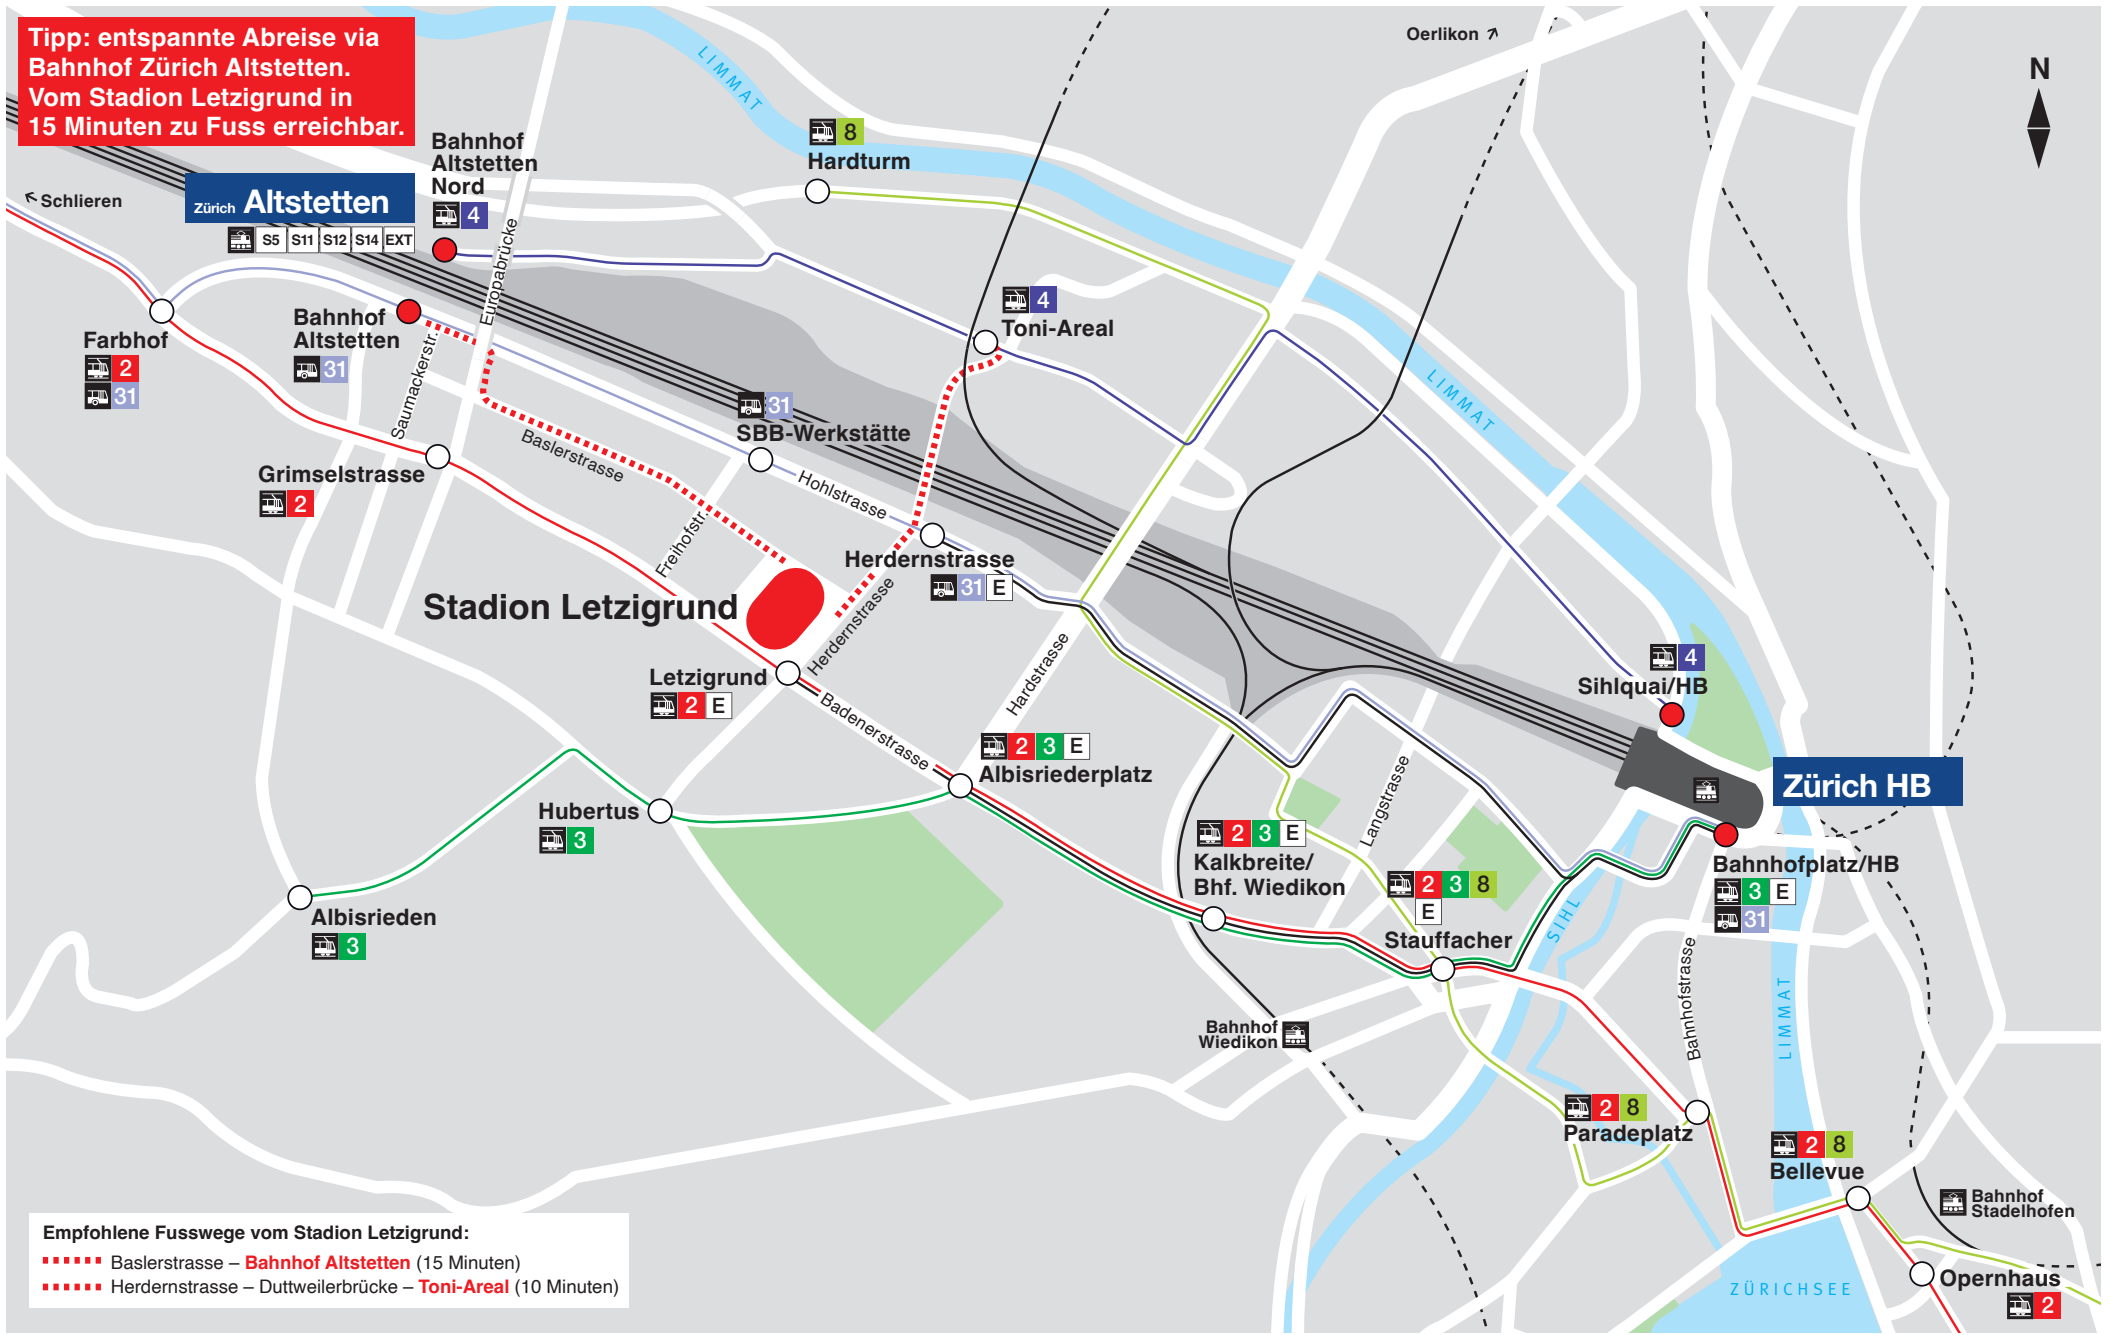 Tipp: entspannte Abreise via
Bahnhof Zürich Altstetten.
Vom Stadion Letzigrund in
15 Minuten zu Fuss erreichbar.
Oerlikon
N
LIMMAT
8
Hardturm
Bahnhof
Altstetten
Nord
4
Schlieren
Zürich Altstetten
S5 S11 S12 S14 EXT
Europabrücke
4
Toni-Areal
Farbhof
2
31
Bahnhof
Altstetten
31
Saumackerstr.
31
SBB-Werkstätte
LIMMAT
Grimselstrasse
2
Baslerstrasse
Hohlstrasse
Freihofstr.
Herdernstrasse
31 E
Stadion Letzigrund
Herdernstrasse
Hardstrasse
Letzigrund
2 E
Badenerstrasse
4
Sihlquai/HB
2 3 E
Albisriederplatz
Langstrasse
Zürich HB
Hubertus
3
2 3 E
Kalkbreite/
Bhf. Wiedikon
2 3 8
E
Stauffacher
Bahnhofplatz/HB
3 E
31
SIHL
Albisrieden
3
Bahnhofstrasse
LIMMAT
Bahnhof
Wiedikon
2 8
Paradeplatz
2 8
Bellevue
Bahnhof
Stadelhofen
Opernhaus
2
ZÜRICHSEE
Empfohlene Fusswege vom Stadion Letzigrund:
Baslerstrasse – Bahnhof Altstetten (15 Minuten)
Herdernstrasse – Duttweilerbrücke – Toni-Areal (10 Minuten)